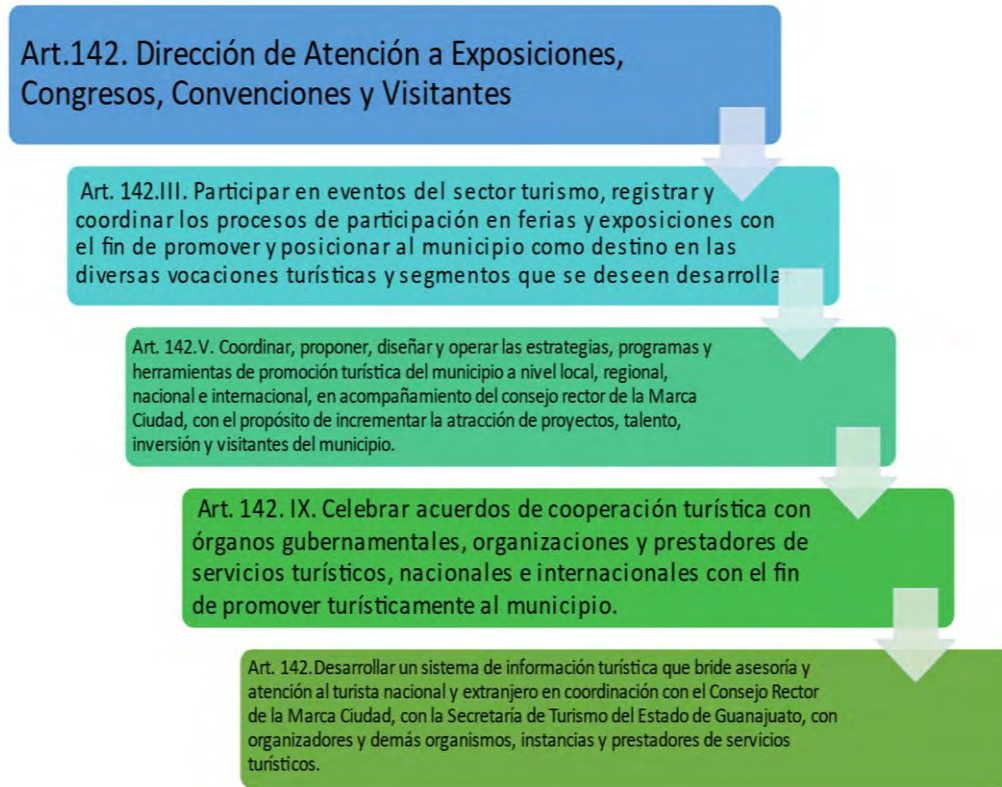 Art.142. Dirección de Atención a Exposiciones,
Congresos, Convenciones y Visitantes
Art. 142.III. Participar en eventos del sector turismo, registrar y
coordinar los procesos de participación en ferias y exposiciones con
el fin de promover y posicionar al municipio como destino en las
diversas vocaciones turísticas y segmentos que se deseen desarrollar
Art. 142.V. Coordinar, proponer, diseñar y operar las estrategias, programas y
herramientas de promoción turística del municipio a nivel local, regional,
nacional e internacional, en acompañamiento del consejo rector de la Marca
Ciudad, con el propósito de incrementar la atracción de proyectos, talento,
inversión y visitantes del municipio.
Art. 142. IX. Celebrar acuerdos de cooperación turística con
órganos gubernamentales, organizaciones y prestadores de
servicios turísticos, nacionales e internacionales con el fin
de promover turísticamente al municipio.
Art. 142.Desarrollar un sistema de información turística que bride asesoría y
atención al turista nacional y extranjero en coordinación con el Consejo Rector
de la Marca Ciudad, con la Secretaría de Turismo del Estado de Guanajuato, con
organizadores y demás organismos, instancias y prestadores de servicios
turísticos.